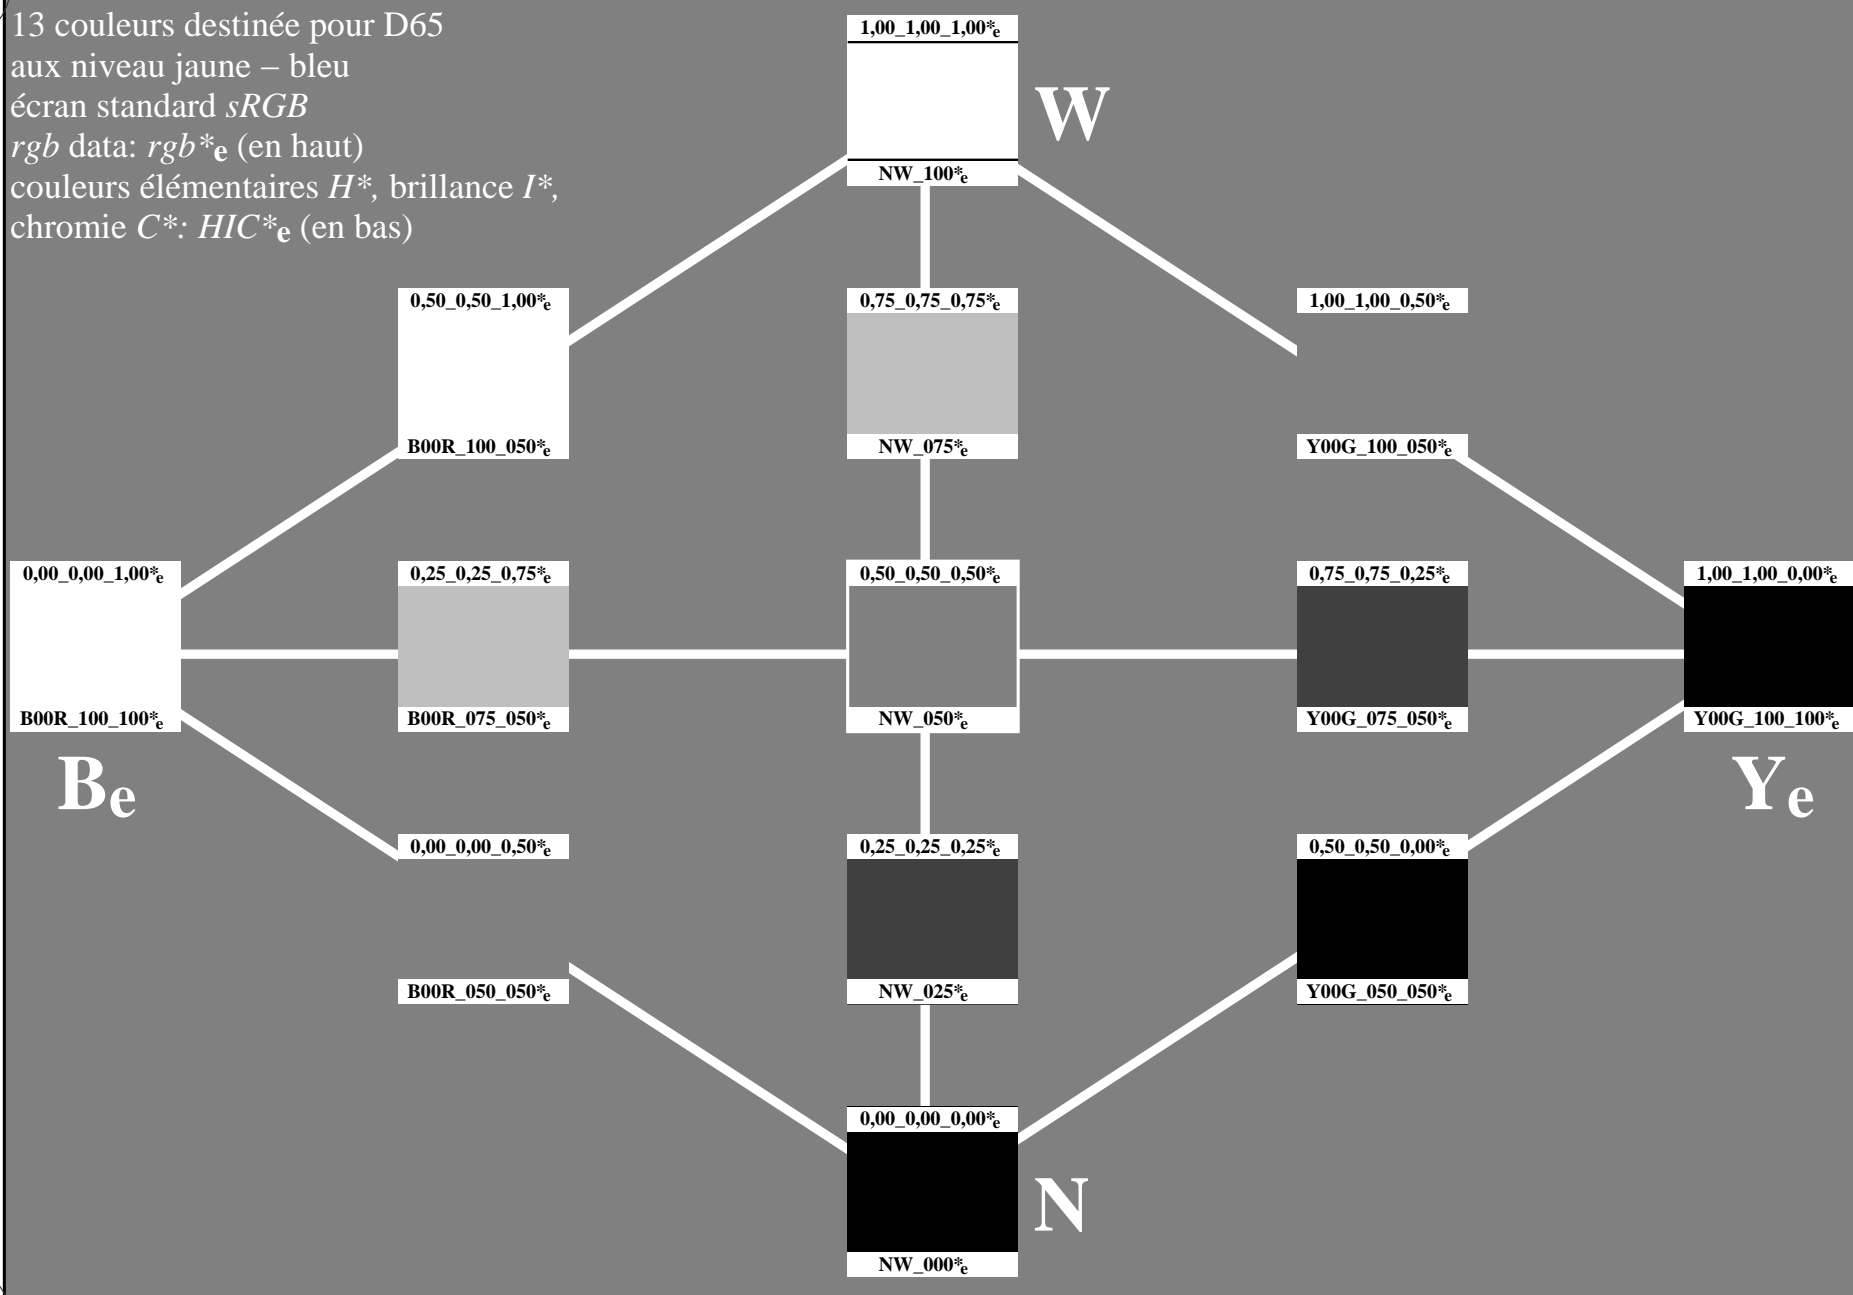 13 couleurs destinée pour D65
aux niveau jaune – bleu
écran standard sRGB
rgb data: rgb*e (en haut)
couleurs élémentaires H*, brillance I*,
chromie C*: HIC*e (en bas)
1,00_1,00_1,00*e
W
NW_100*e
0,50_0,50_1,00*e
0,75_0,75_0,75*e
1,00_1,00_0,50*e
B00R_100_050*e
NW_075*e
Y00G_100_050*e
0,00_0,00_1,00*e
0,25_0,25_0,75*e
0,50_0,50_0,50*e
0,75_0,75_0,25*e
1,00_1,00_0,00*e
B00R_100_100*e
B00R_075_050*e
NW_050*e
Y00G_075_050*e
Y00G_100_100*e
Be
Ye
0,00_0,00_0,50*e
0,25_0,25_0,25*e
0,50_0,50_0,00*e
B00R_050_050*e
NW_025*e
Y00G_050_050*e
0,00_0,00_0,00*e
N
NW_000*e